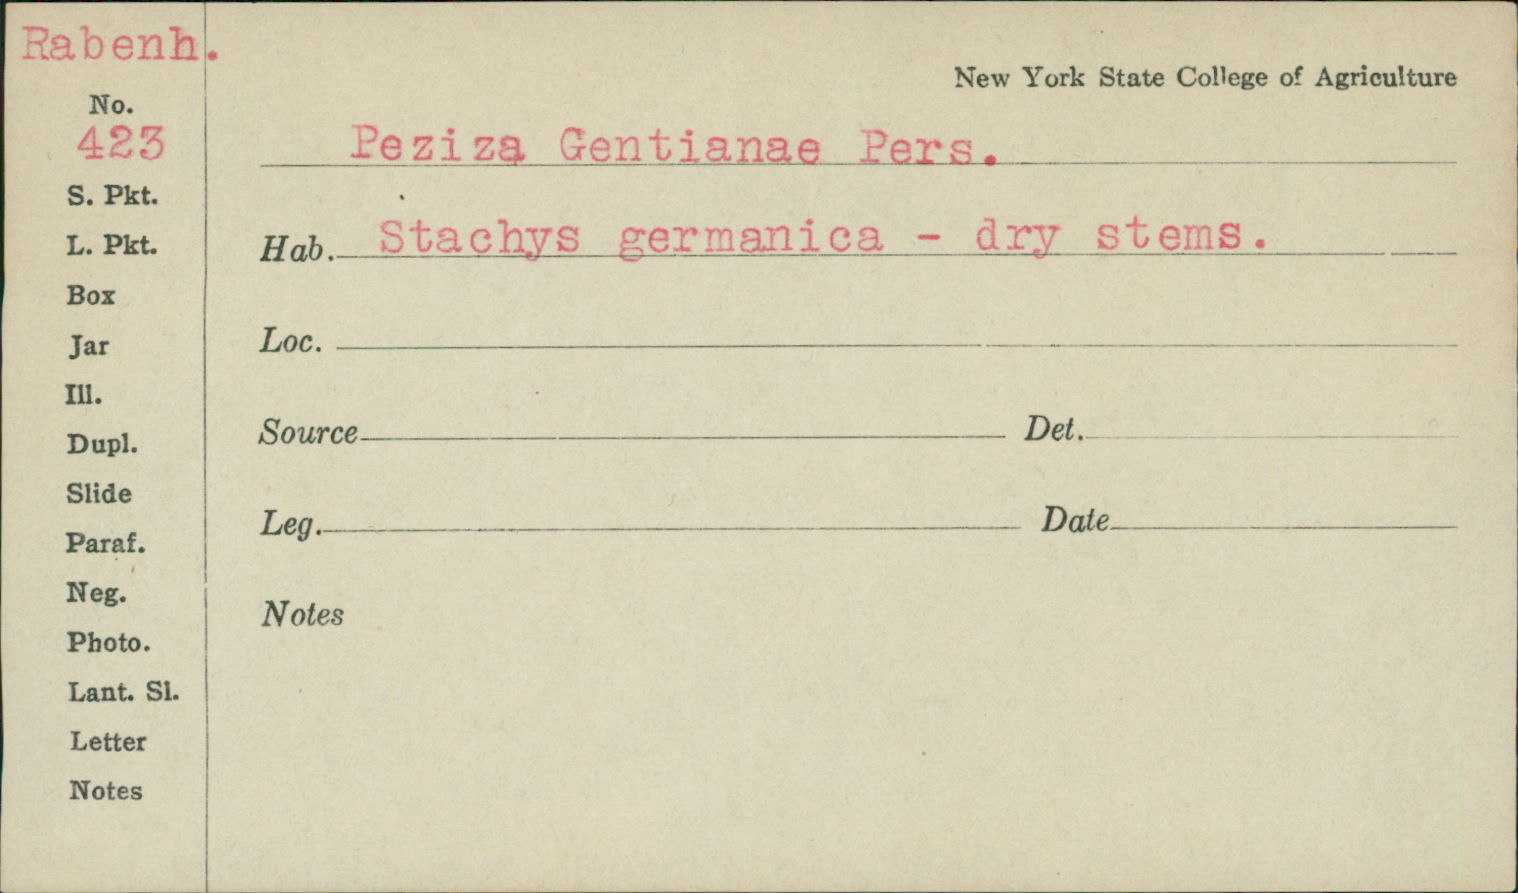 Rabenh.
New York State College of Agriculture
No.
423
Peziza Gentianae Pers.
S. Pkt.
L. Pkt.
Hab. Stachys germanica - dry stems.
Box
Jar
Loc.
Ill.
Dupl.
Source Det.
Slide
Leg. Date
Paraf.
Neg.
Notes
Photo.
Lant. Sl.
Letter
Notes